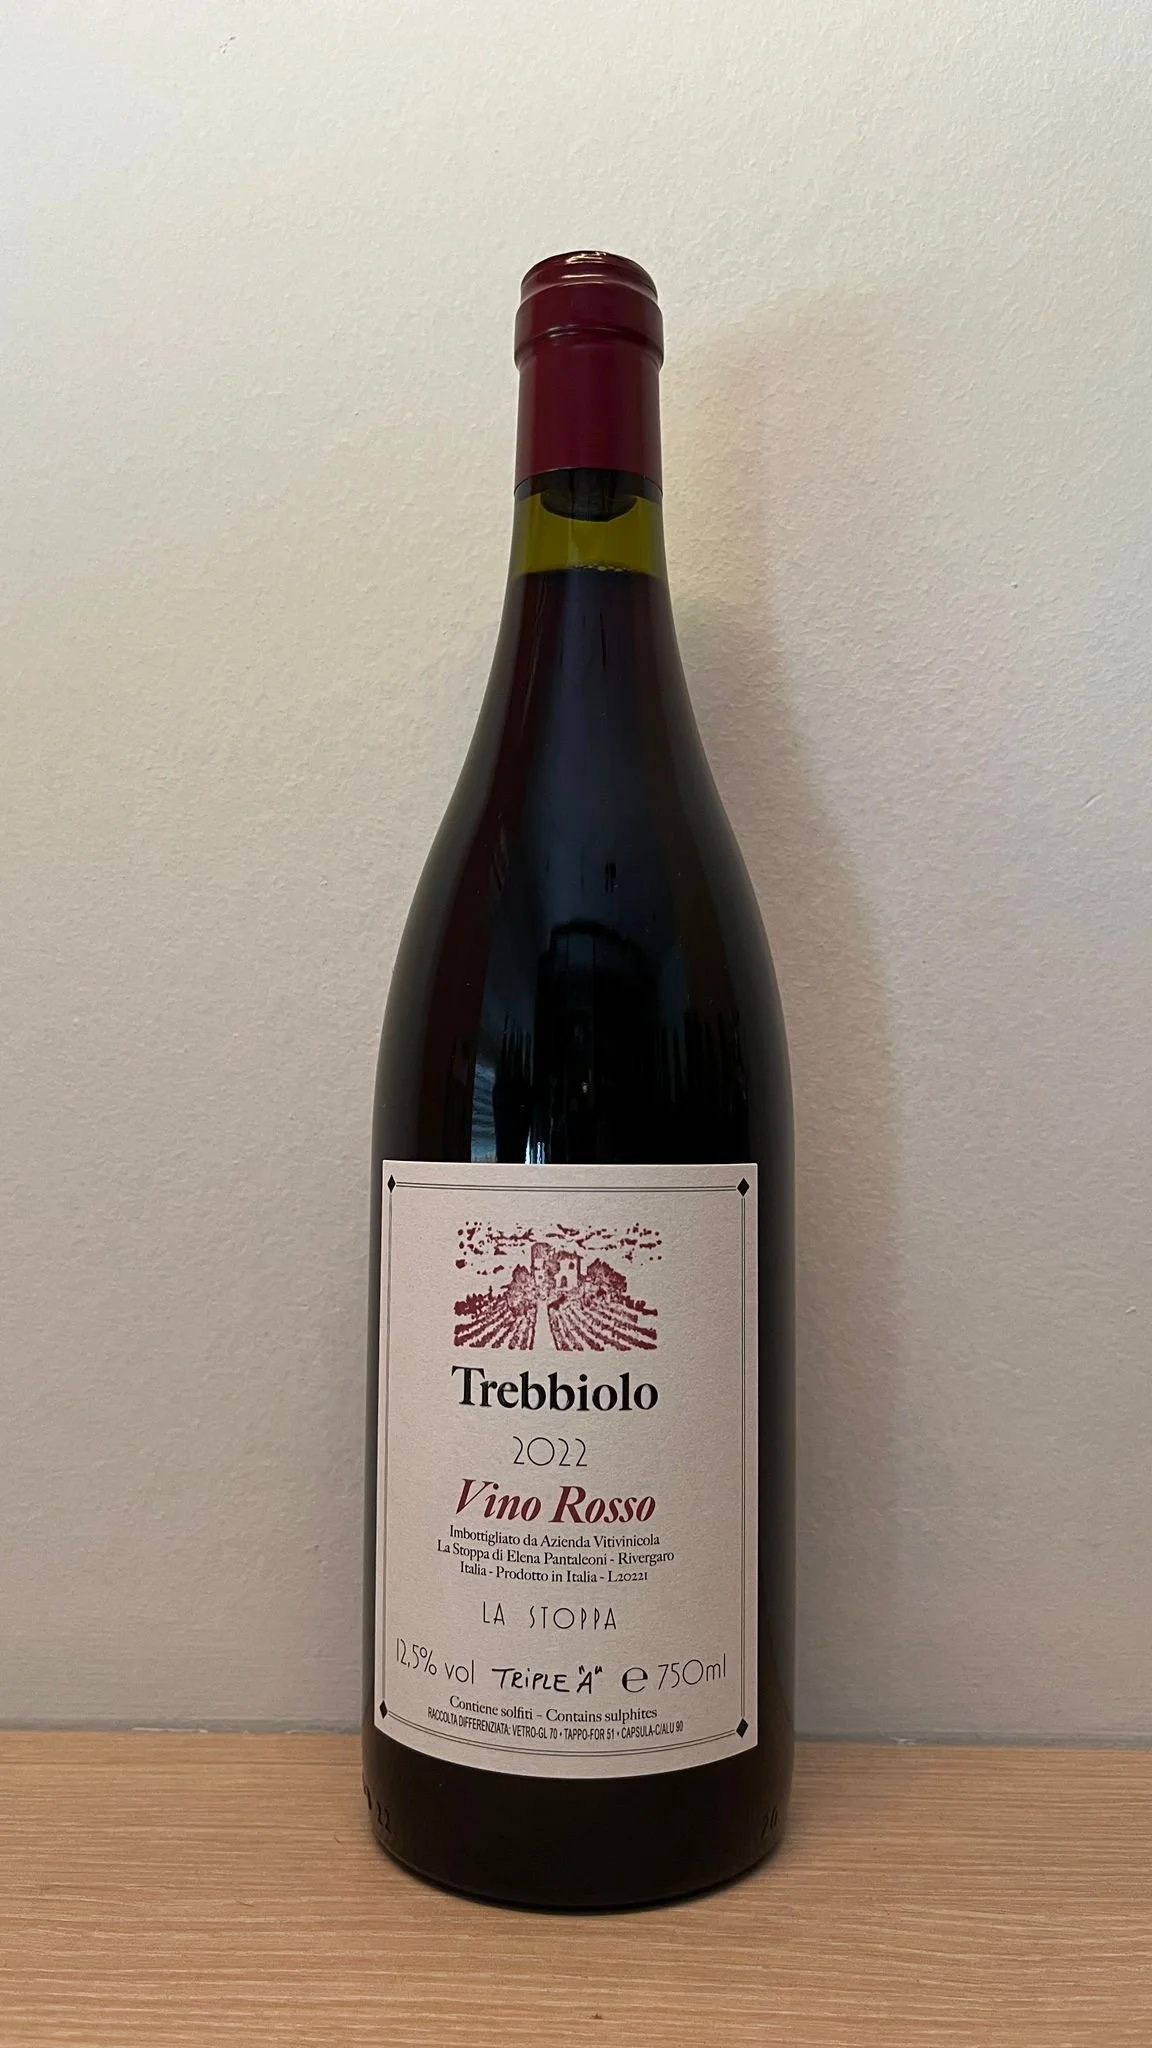 Trebbiolo
2022
Vino Rosso
Imbottigliato da Azienda Vitivinicola
La Stoppa di Elena Pantaleoni - Rivergaro
Italia - Prodotto in Italia - L20221
LA STOPPA
12,5% vol TRiPLE "A" e 750ml
Contiene solfiti – Contains sulphites
RACCOLTA DIFFERENZIATA: VETRO-GL 70 • TAPPO-FOR 51 • CAPSULA-C/ALU 90